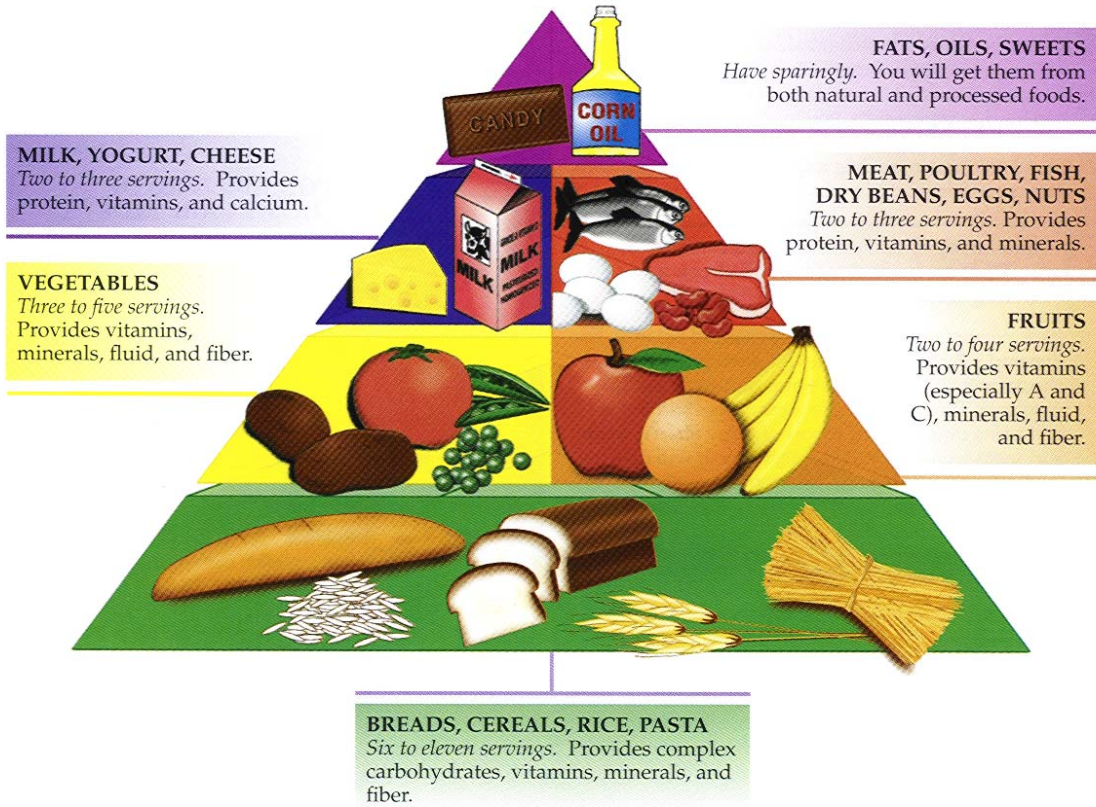 FATS, OILS, SWEETS
Have sparingly. You will get them from
both natural and processed foods.
CANDY
CORN
OIL
MILK, YOGURT, CHEESE
Two to three servings. Provides
protein, vitamins, and calcium.
MEAT, POULTRY, FISH,
DRY BEANS, EGGS, NUTS
Two to three servings. Provides
protein, vitamins, and minerals.
MILK
MILK
PASTEURIZED
HOMOGENIZED
VEGETABLES
Three to five servings.
Provides vitamins,
minerals, fluid, and fiber.
FRUITS
Two to four servings.
Provides vitamins
(especially A and
C), minerals, fluid,
and fiber.
BREADS, CEREALS, RICE, PASTA
Six to eleven servings. Provides complex
carbohydrates, vitamins, minerals, and
fiber.